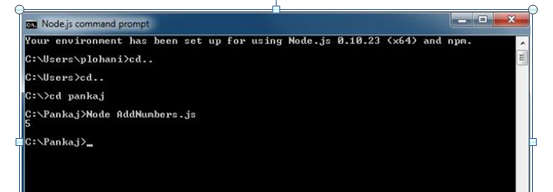 Node.js command prompt
Your environment has been set up for using Node.js 0.10.23 (x64) and npm.
C:\Users\plohani>cd..
C:\Users>cd..
C:\>cd pankaj
C:\Pankaj>Node AddNumbers.js
5
C:\Pankaj>_